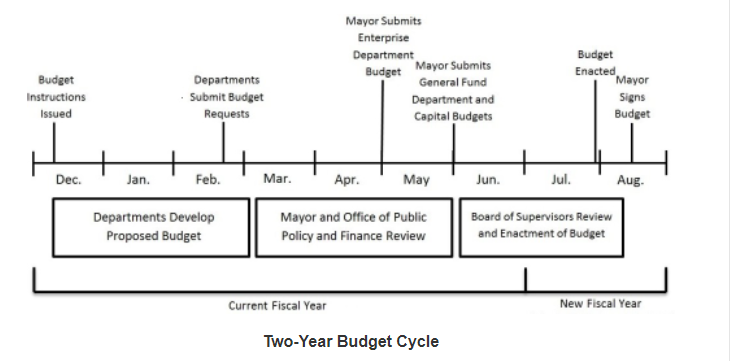 Mayor Submits
Enterprise
Department
Budget
Mayor Submits
General Fund
Department and
Capital Budgets
Budget
Enacted
Mayor
Signs
Budget
Budget
Instructions
Issued
Departments
Submit Budget
Requests
Dec.
Jan.
Feb.
Mar.
Apr.
May
Jun.
Jul.
Aug.
Departments Develop
Proposed Budget
Mayor and Office of Public
Policy and Finance Review
Board of Supervisors Review
and Enactment of Budget
Current Fiscal Year
New Fiscal Year
Two-Year Budget Cycle